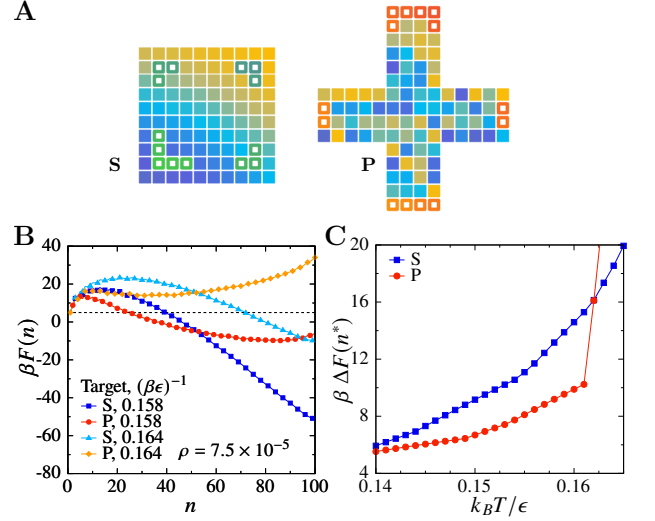 A
S
P
B
C
40
20
0
-20
-40
-60
-80
βF(n)
Target, (βϵ)⁻¹
S, 0.158
P, 0.158
S, 0.164
P, 0.164
ρ = 7.5 × 10⁻⁵
0 20 40 60 80 100
n
20
16
12
8
4
β ΔF(n*)
S
P
0.14 0.15 0.16
k_BT/ϵ